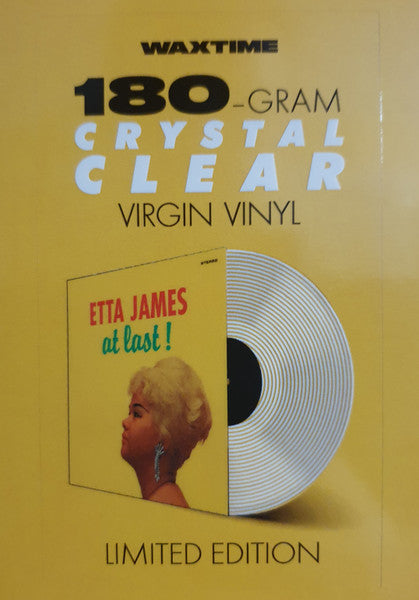 WAXTIME
180-GRAM
CRYSTAL
CLEAR
VIRGIN VINYL
STEREO
ETTA JAMES
at last!
LIMITED EDITION